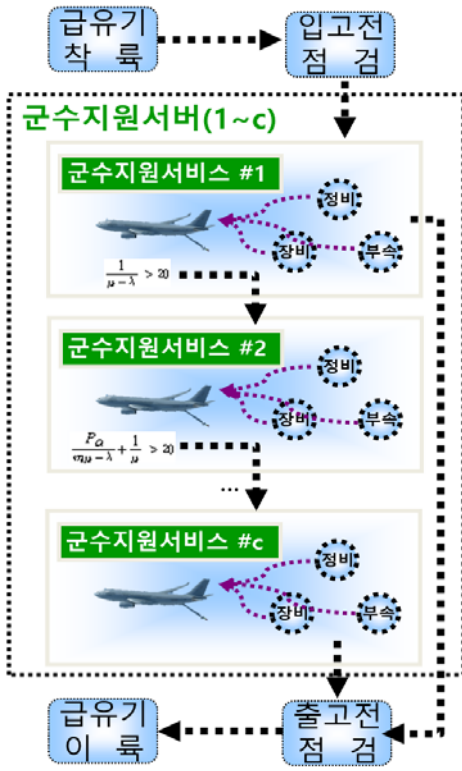 급유기
착 륙
입고전
점 검
군수지원서버(1~c)
군수지원서비스 #1
정비
장비
부속
1/(μ-λ) > 20
군수지원서비스 #2
정비
장비
부속
P_Q/(mμ-λ) + 1/μ > 20
...
군수지원서비스 #c
정비
장비
부속
급유기
이 륙
출고전
점 검